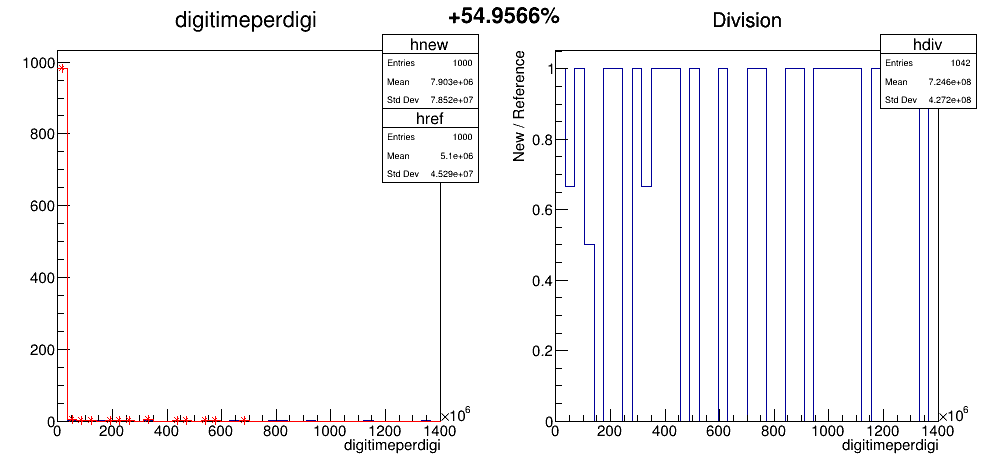 digitimeperdigi
+54.9566%
Division
hnew
Entries 1000
Mean 7.903e+06
Std Dev 7.852e+07
href
Entries 1000
Mean 5.1e+06
Std Dev 4.529e+07
1000
800
600
400
200
0
0 200 400 600 800 1000 1200 1400
×10⁶
digitimeperdigi
hdiv
Entries 1042
Mean 7.246e+08
Std Dev 4.272e+08
New / Reference
1
0.8
0.6
0.4
0.2
0
0 200 400 600 800 1000 1200 1400
×10⁶
digitimeperdigi